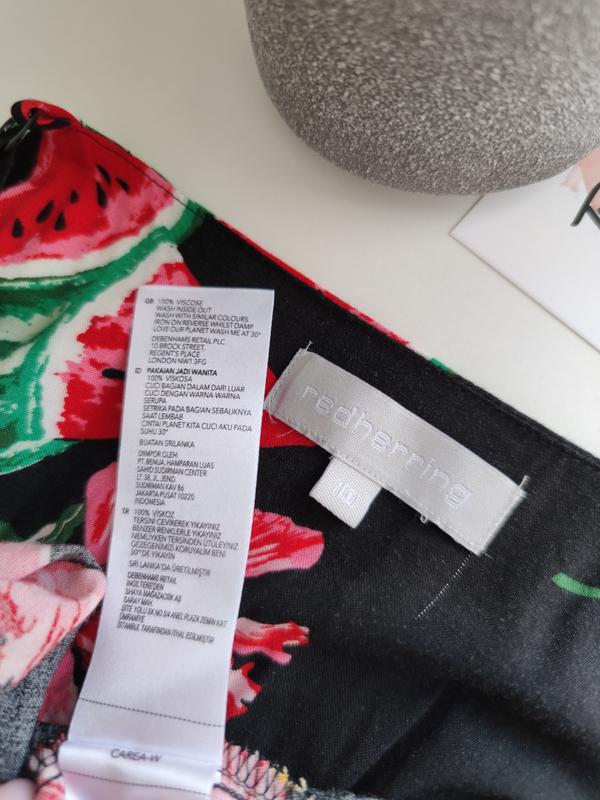 GB 100% VISCOSE
WASH INSIDE OUT
WASH WITH SIMILAR COLOURS
IRON ON REVERSE WHILST DAMP
LOVE OUR PLANET WASH ME AT 30°
DEBENHAMS RETAIL PLC
10 BROCK STREET,
REGENT'S PLACE
LONDON NW1 3FG
ID PAKAIAN JADI WANITA
100% VISKOSA
CUCI BAGIAN DALAM DARI LUAR
CUCI DENGAN WARNA-WARNA
SERUPA
SETRIKA PADA BAGIAN SEBALIKNYA
SAAT LEMBAB
CINTAI PLANET KITA CUCI AKU PADA
SUHU 30°
BUATAN SRILANKA
DIIMPOR OLEH:
PT. BENUA, HAMPARAN LUAS
SAHID SUDIRMAN CENTER
LT. 38, JL. JEND.
SUDIRMAN KAV 86
JAKARTA PUSAT 10220
INDONESIA
TR 100% VİSKOZ
TERSİNİ ÇEVİREREK YIKAYINIZ
BENZER RENKLERLE YIKAYINIZ
NEMLİYKEN TERSİNDEN ÜTÜLEYİNİZ
GEZEGENİMİZİ KORUYALIM BENİ
30°'DE YIKAYIN
SRİ LANKA'DA ÜRETİLMİŞTİR
DEBENHAMS RETAIL
İNGİLTERE'DEN
SHAYA MAĞAZACILIK AŞ
SARAY MAH.
SİTE YOLU SK NO.5/4 ANEL PLAZA ZEMİN KAT
ÜMRANİYE
İSTANBUL TARAFINDAN İTHAL EDİLMİŞTİR
CAREA-W
redherring
10